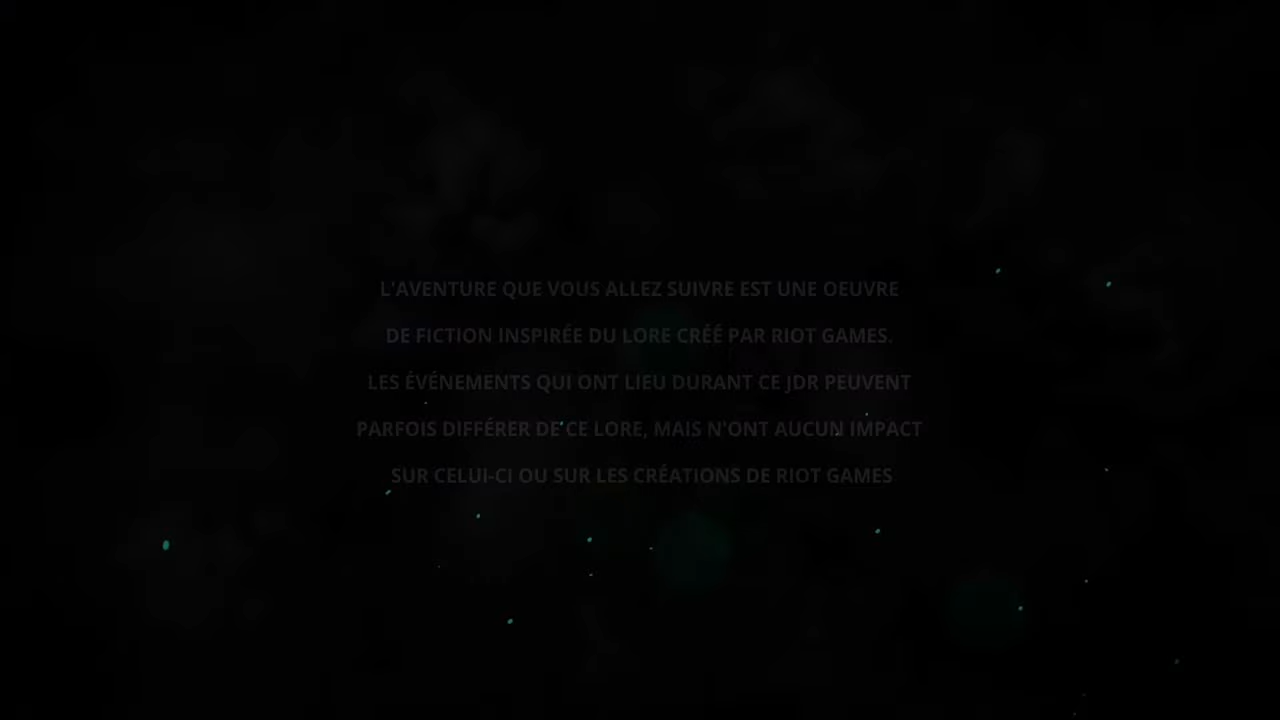 L'AVENTURE QUE VOUS ALLEZ SUIVRE EST UNE OEUVRE
DE FICTION INSPIRÉE DU LORE CRÉÉ PAR RIOT GAMES.
LES ÉVÉNEMENTS QUI ONT LIEU DURANT CE JDR PEUVENT
PARFOIS DIFFÉRER DE CE LORE, MAIS N'ONT AUCUN IMPACT
SUR CELUI-CI OU SUR LES CRÉATIONS DE RIOT GAMES